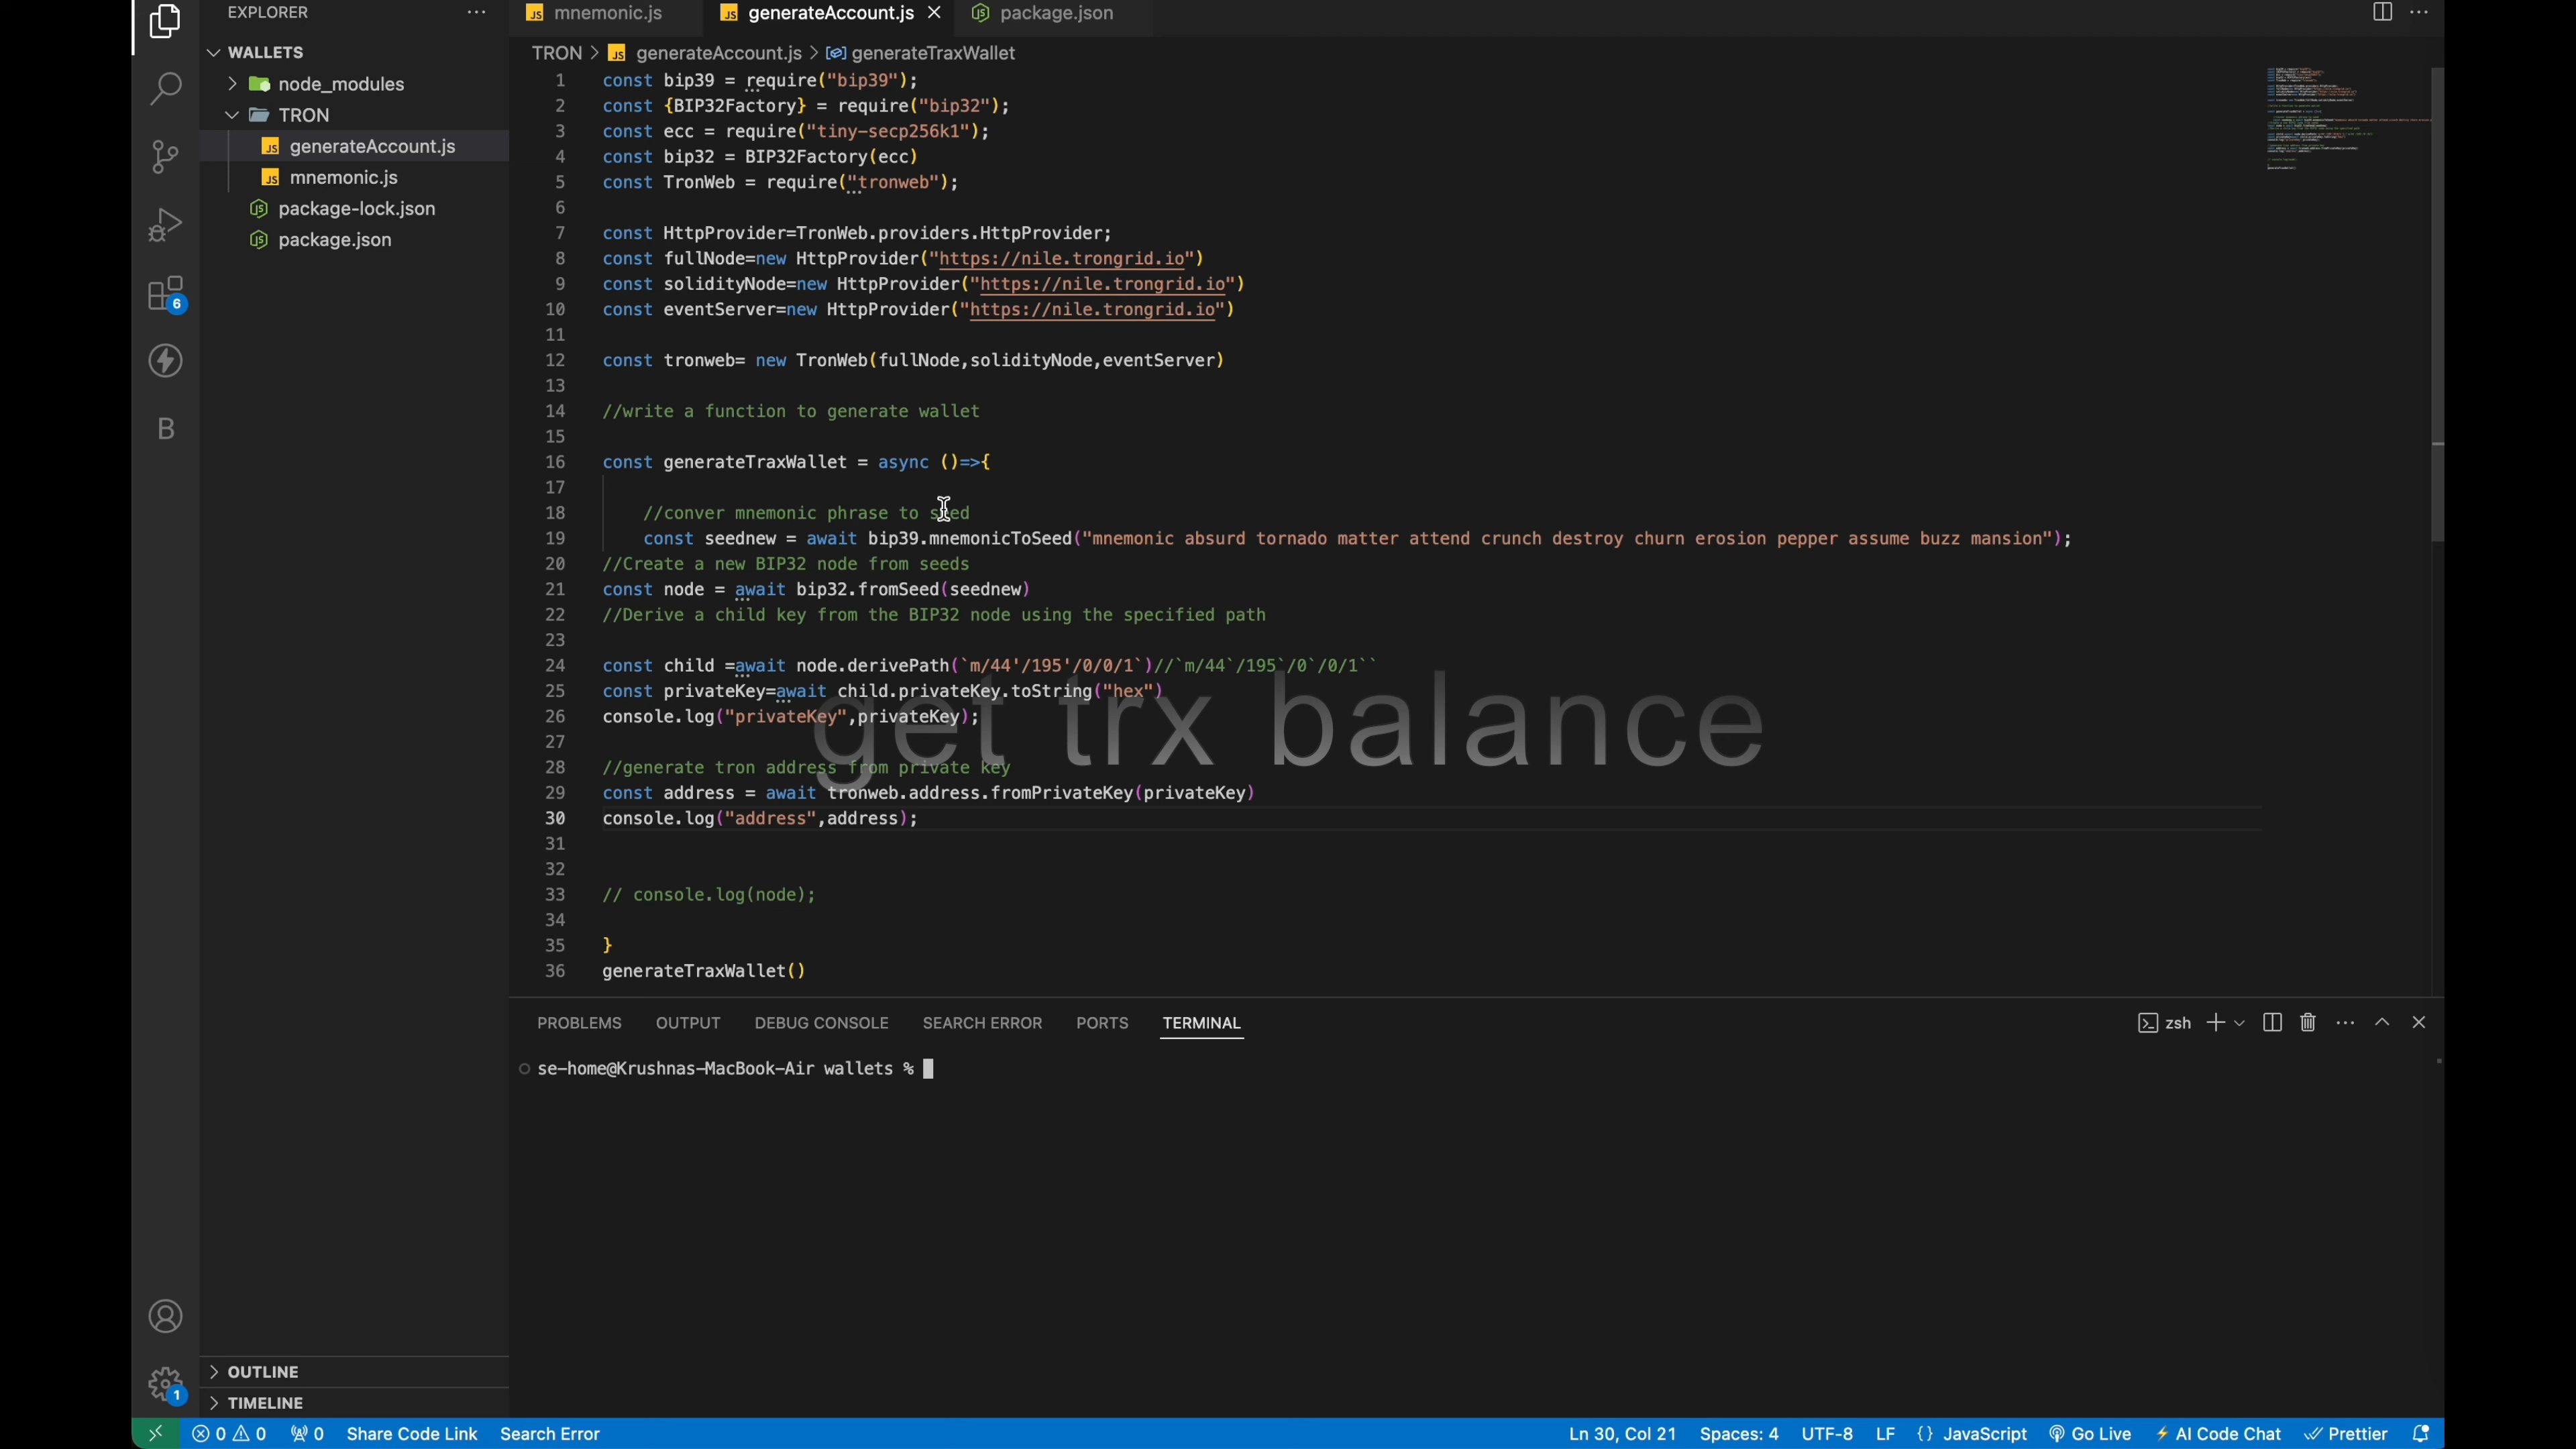 EXPLORER
mnemonic.js
generateAccount.js
package.json
WALLETS
node_modules
TRON
generateAccount.js
mnemonic.js
package-lock.json
package.json
6
B
TRON > generateAccount.js > generateTraxWallet
1 const bip39 = require("bip39");
2 const {BIP32Factory} = require("bip32");
3 const ecc = require("tiny-secp256k1");
4 const bip32 = BIP32Factory(ecc)
5 const TronWeb = require("tronweb");
6
7 const HttpProvider=TronWeb.providers.HttpProvider;
8 const fullNode=new HttpProvider("https://nile.trongrid.io")
9 const solidityNode=new HttpProvider("https://nile.trongrid.io")
10 const eventServer=new HttpProvider("https://nile.trongrid.io")
11
12 const tronweb= new TronWeb(fullNode,solidityNode,eventServer)
13
14 //write a function to generate wallet
15
16 const generateTraxWallet = async ()=>{
17
18 //conver mnemonic phrase to seed
19 const seednew = await bip39.mnemonicToSeed("mnemonic absurd tornado matter attend crunch destroy churn erosion pepper assume buzz mansion");
20 //Create a new BIP32 node from seeds
21 const node = await bip32.fromSeed(seednew)
22 //Derive a child key from the BIP32 node using the specified path
23
24 const child =await node.derivePath(`m/44'/195'/0/0/1`)//`m/44`/195`/0`/0/1``
25 const privateKey=await child.privateKey.toString("hex")
26 console.log("privateKey",privateKey);
get trx balance
27
28 //generate tron address from private key
29 const address = await tronweb.address.fromPrivateKey(privateKey)
30 console.log("address",address);
31
32
33 // console.log(node);
34
35 }
36 generateTraxWallet()
PROBLEMS OUTPUT DEBUG CONSOLE SEARCH ERROR PORTS TERMINAL
zsh
se-home@Krushnas-MacBook-Air wallets %
OUTLINE
1
TIMELINE
0 0 0 Share Code Link Search Error Ln 30, Col 21 Spaces: 4 UTF-8 LF {} JavaScript Go Live AI Code Chat Prettier